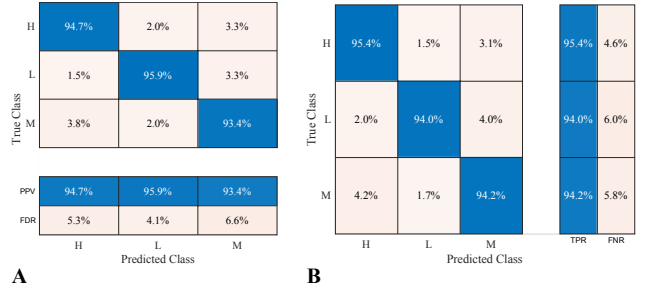 H 94.7% 2.0% 3.3%
L 1.5% 95.9% 3.3%
M 3.8% 2.0% 93.4%
True Class
PPV 94.7% 95.9% 93.4%
FDR 5.3% 4.1% 6.6%
H L M
Predicted Class
A
H 95.4% 1.5% 3.1% 95.4% 4.6%
L 2.0% 94.0% 4.0% 94.0% 6.0%
M 4.2% 1.7% 94.2% 94.2% 5.8%
True Class
H L M TPR FNR
Predicted Class
B